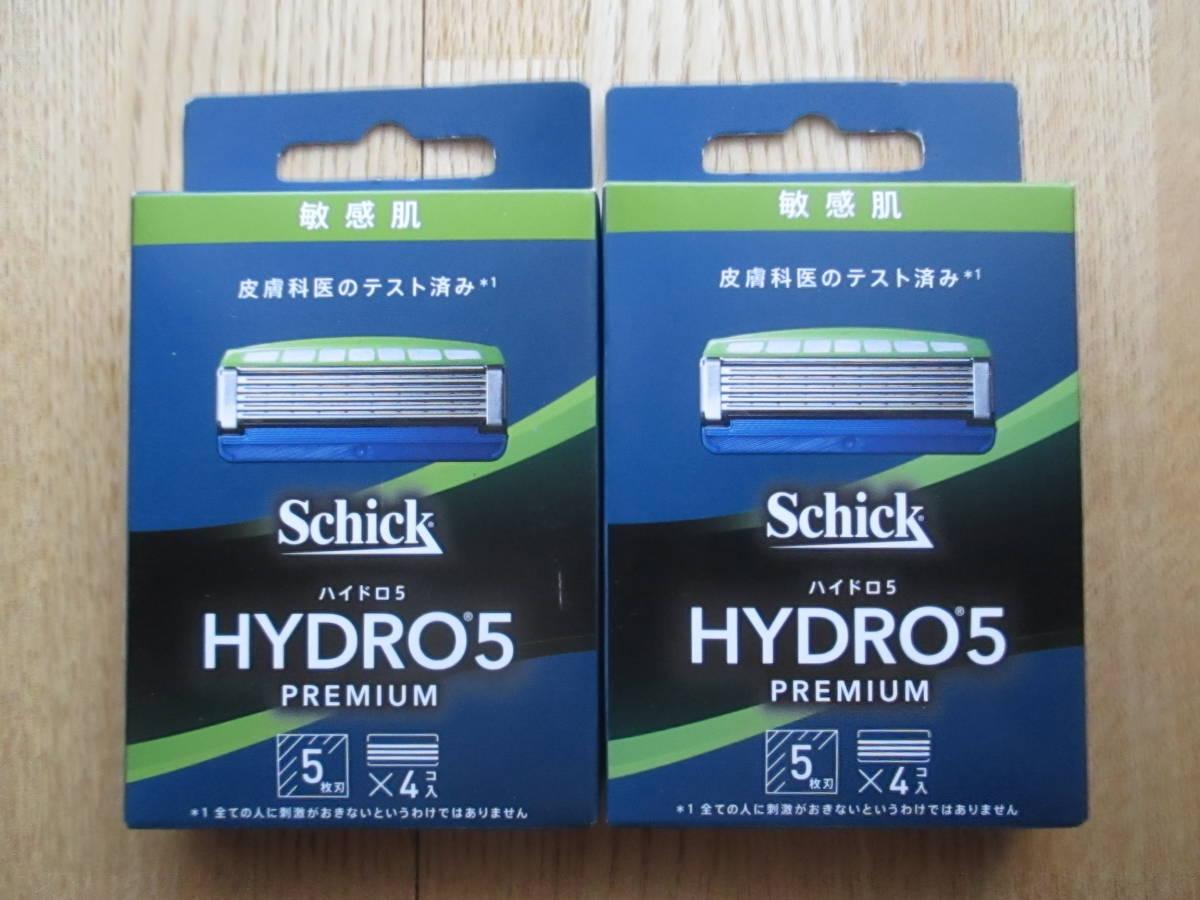 敏感肌
皮膚科医のテスト済み*1
Schick
ハイドロ5
HYDRO®5
PREMIUM
5枚刃
×4コ入
*1 全ての人に刺激がおきないというわけではありません
敏感肌
皮膚科医のテスト済み*1
Schick
ハイドロ5
HYDRO®5
PREMIUM
5枚刃
×4コ入
*1 全ての人に刺激がおきないというわけではありません